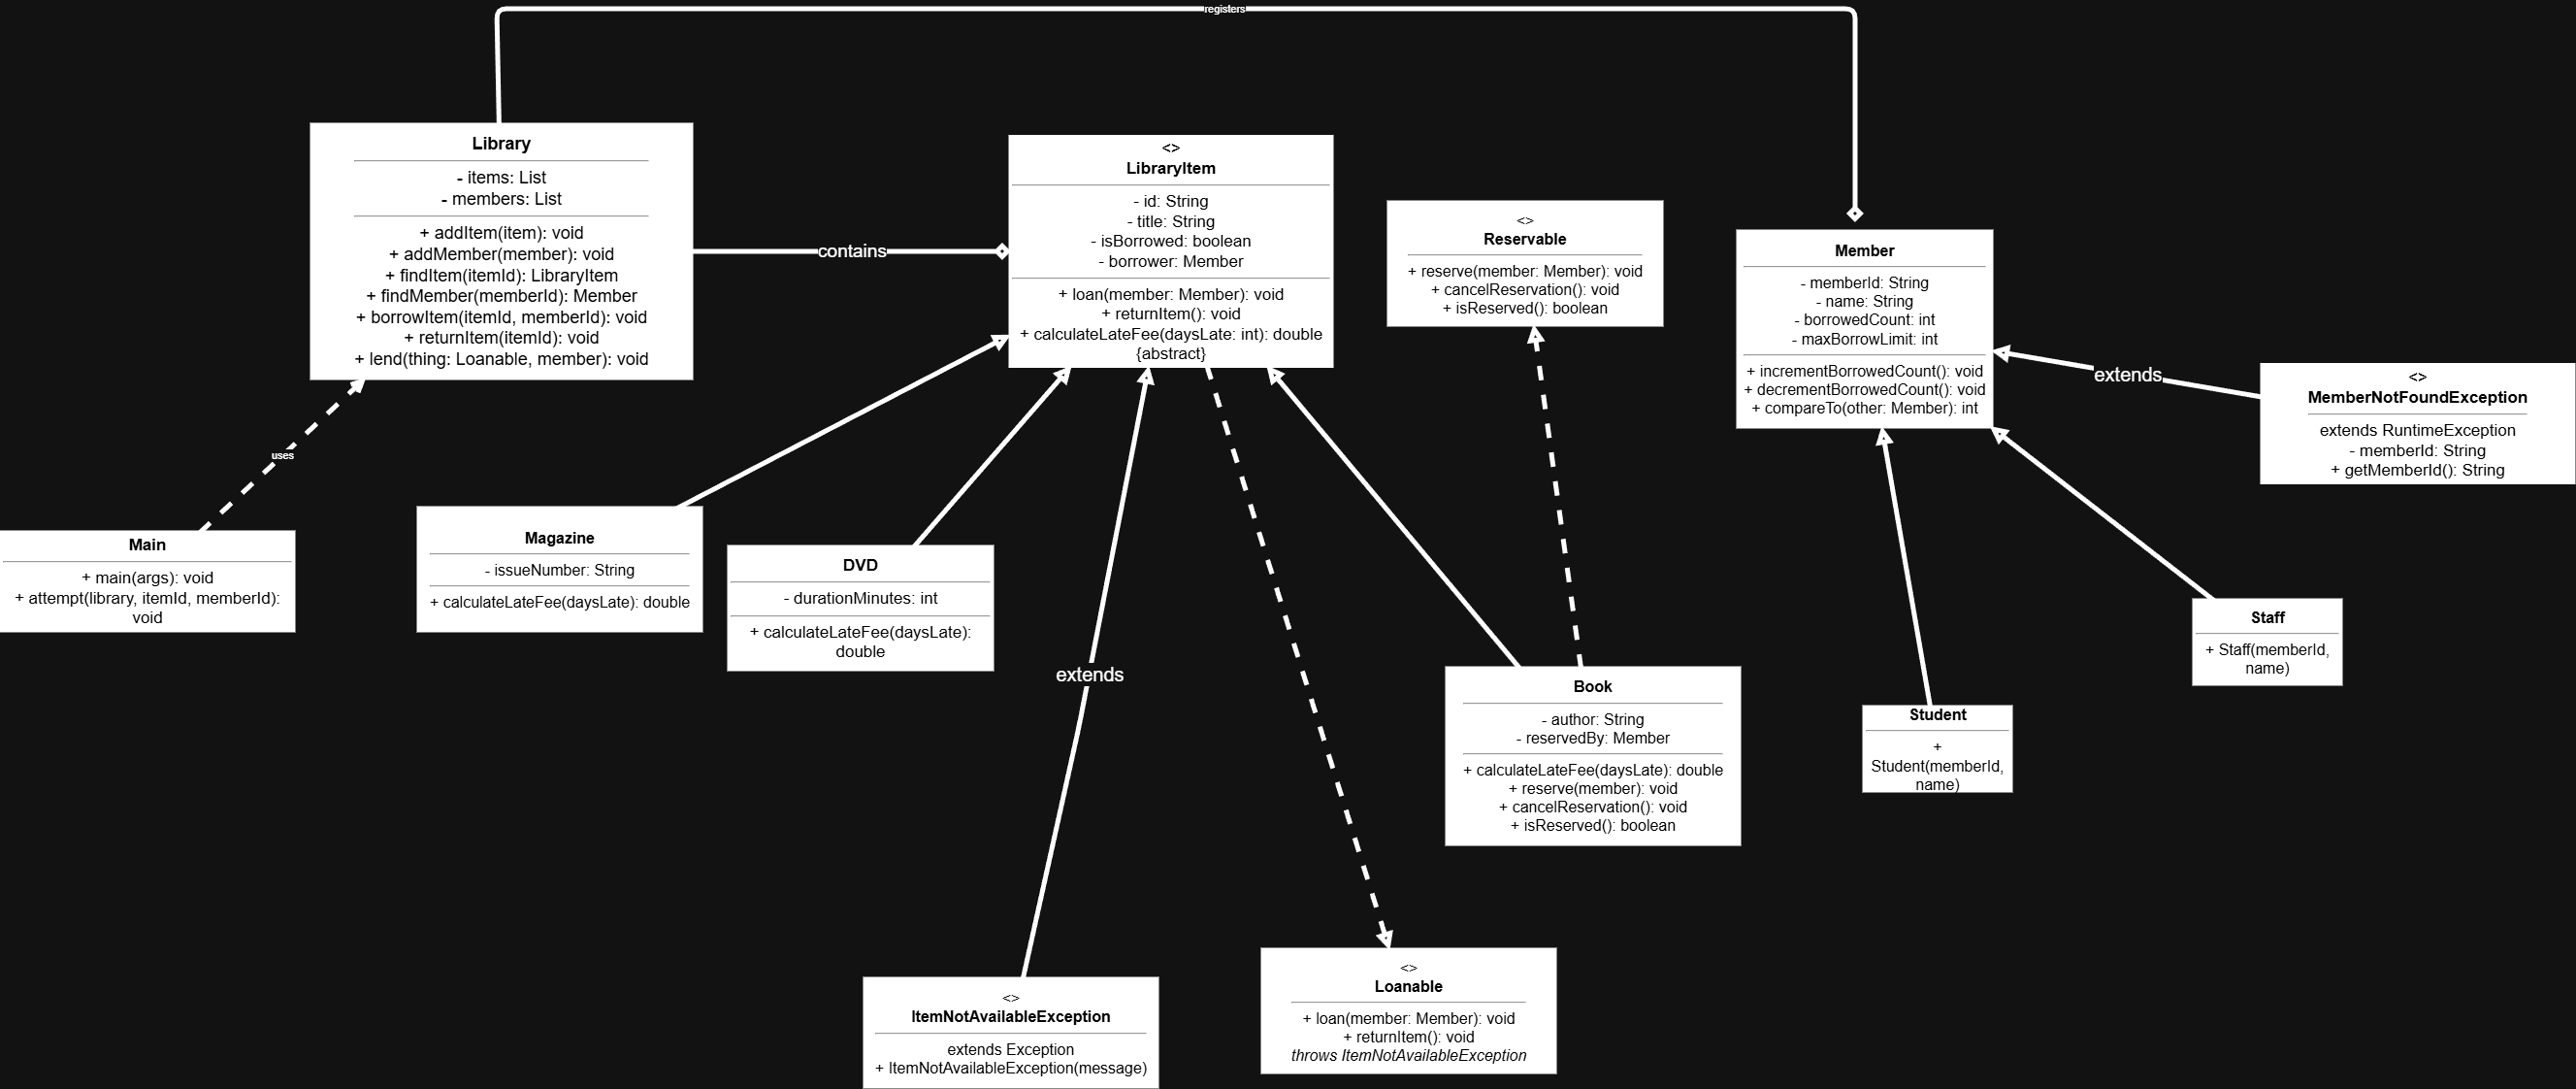 registers
Library
- items: List
- members: List
+ addItem(item): void
+ addMember(member): void
+ findItem(itemId): LibraryItem
+ findMember(memberId): Member
+ borrowItem(itemId, memberId): void
+ returnItem(itemId): void
+ lend(thing: Loanable, member): void
contains
<>
LibraryItem
- id: String
- title: String
- isBorrowed: boolean
- borrower: Member
+ loan(member: Member): void
+ returnItem(): void
+ calculateLateFee(daysLate: int): double
{abstract}
<>
Reservable
+ reserve(member: Member): void
+ cancelReservation(): void
+ isReserved(): boolean
Member
- memberId: String
- name: String
- borrowedCount: int
- maxBorrowLimit: int
+ incrementBorrowedCount(): void
+ decrementBorrowedCount(): void
+ compareTo(other: Member): int
extends
<>
MemberNotFoundException
extends RuntimeException
- memberId: String
+ getMemberId(): String
uses
Main
+ main(args): void
+ attempt(library, itemId, memberId):
void
Magazine
- issueNumber: String
+ calculateLateFee(daysLate): double
DVD
- durationMinutes: int
+ calculateLateFee(daysLate):
double
extends
Book
- author: String
- reservedBy: Member
+ calculateLateFee(daysLate): double
+ reserve(member): void
+ cancelReservation(): void
+ isReserved(): boolean
Student
+
Student(memberId,
name)
Staff
+ Staff(memberId,
name)
<>
ItemNotAvailableException
extends Exception
+ ItemNotAvailableException(message)
<>
Loanable
+ loan(member: Member): void
+ returnItem(): void
throws ItemNotAvailableException